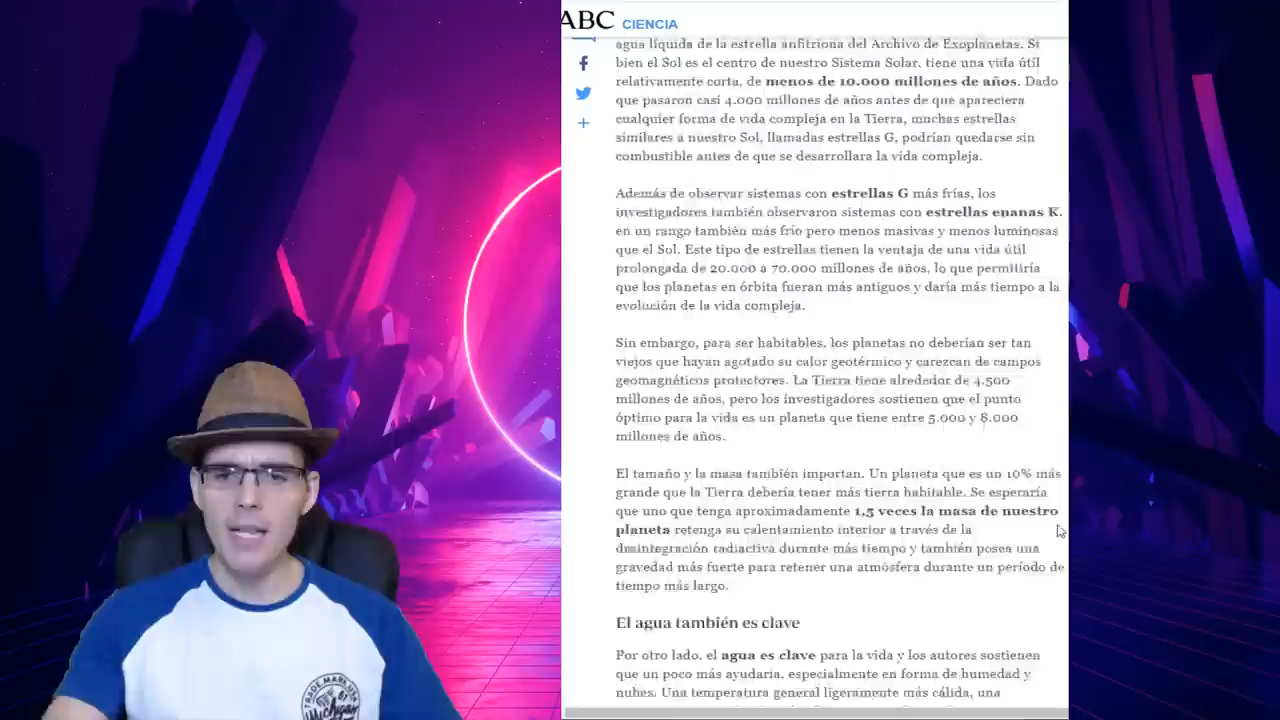 ABC CIENCIA
agua líquida de la estrella anfitriona del Archivo de Exoplanetas. Si
bien el Sol es el centro de nuestro Sistema Solar, tiene una vida útil
relativamente corta, de menos de 10.000 millones de años. Dado
que pasaron casi 4.000 millones de años antes de que apareciera
cualquier forma de vida compleja en la Tierra, muchas estrellas
similares a nuestro Sol, llamadas estrellas G, podrían quedarse sin
combustible antes de que se desarrollara la vida compleja.
Además de observar sistemas con estrellas G más frías, los
investigadores también observaron sistemas con estrellas enanas K,
en un rango también más frío pero menos masivas y menos luminosas
que el Sol. Este tipo de estrellas tienen la ventaja de una vida útil
prolongada de 20.000 a 70.000 millones de años, lo que permitiría
que los planetas en órbita fueran más antiguos y daría más tiempo a la
evolución de la vida compleja.
Sin embargo, para ser habitables, los planetas no deberían ser tan
viejos que hayan agotado su calor geotérmico y carezcan de campos
geomagnéticos protectores. La Tierra tiene alrededor de 4.500
millones de años, pero los investigadores sostienen que el punto
óptimo para la vida es un planeta que tiene entre 5.000 y 8.000
millones de años.
El tamaño y la masa también importan. Un planeta que es un 10% más
grande que la Tierra debería tener más tierra habitable. Se esperaría
que uno que tenga aproximadamente 1,5 veces la masa de nuestro
planeta retenga su calentamiento interior a través de la
desintegración radiactiva durante más tiempo y también posea una
gravedad más fuerte para retener una atmósfera durante un período de
tiempo más largo.
El agua también es clave
Por otro lado, el agua es clave para la vida y los autores sostienen
que un poco más ayudaría, especialmente en forma de humedad y
nubes. Una temperatura general ligeramente más cálida, una
TRADE MARK
Michigan